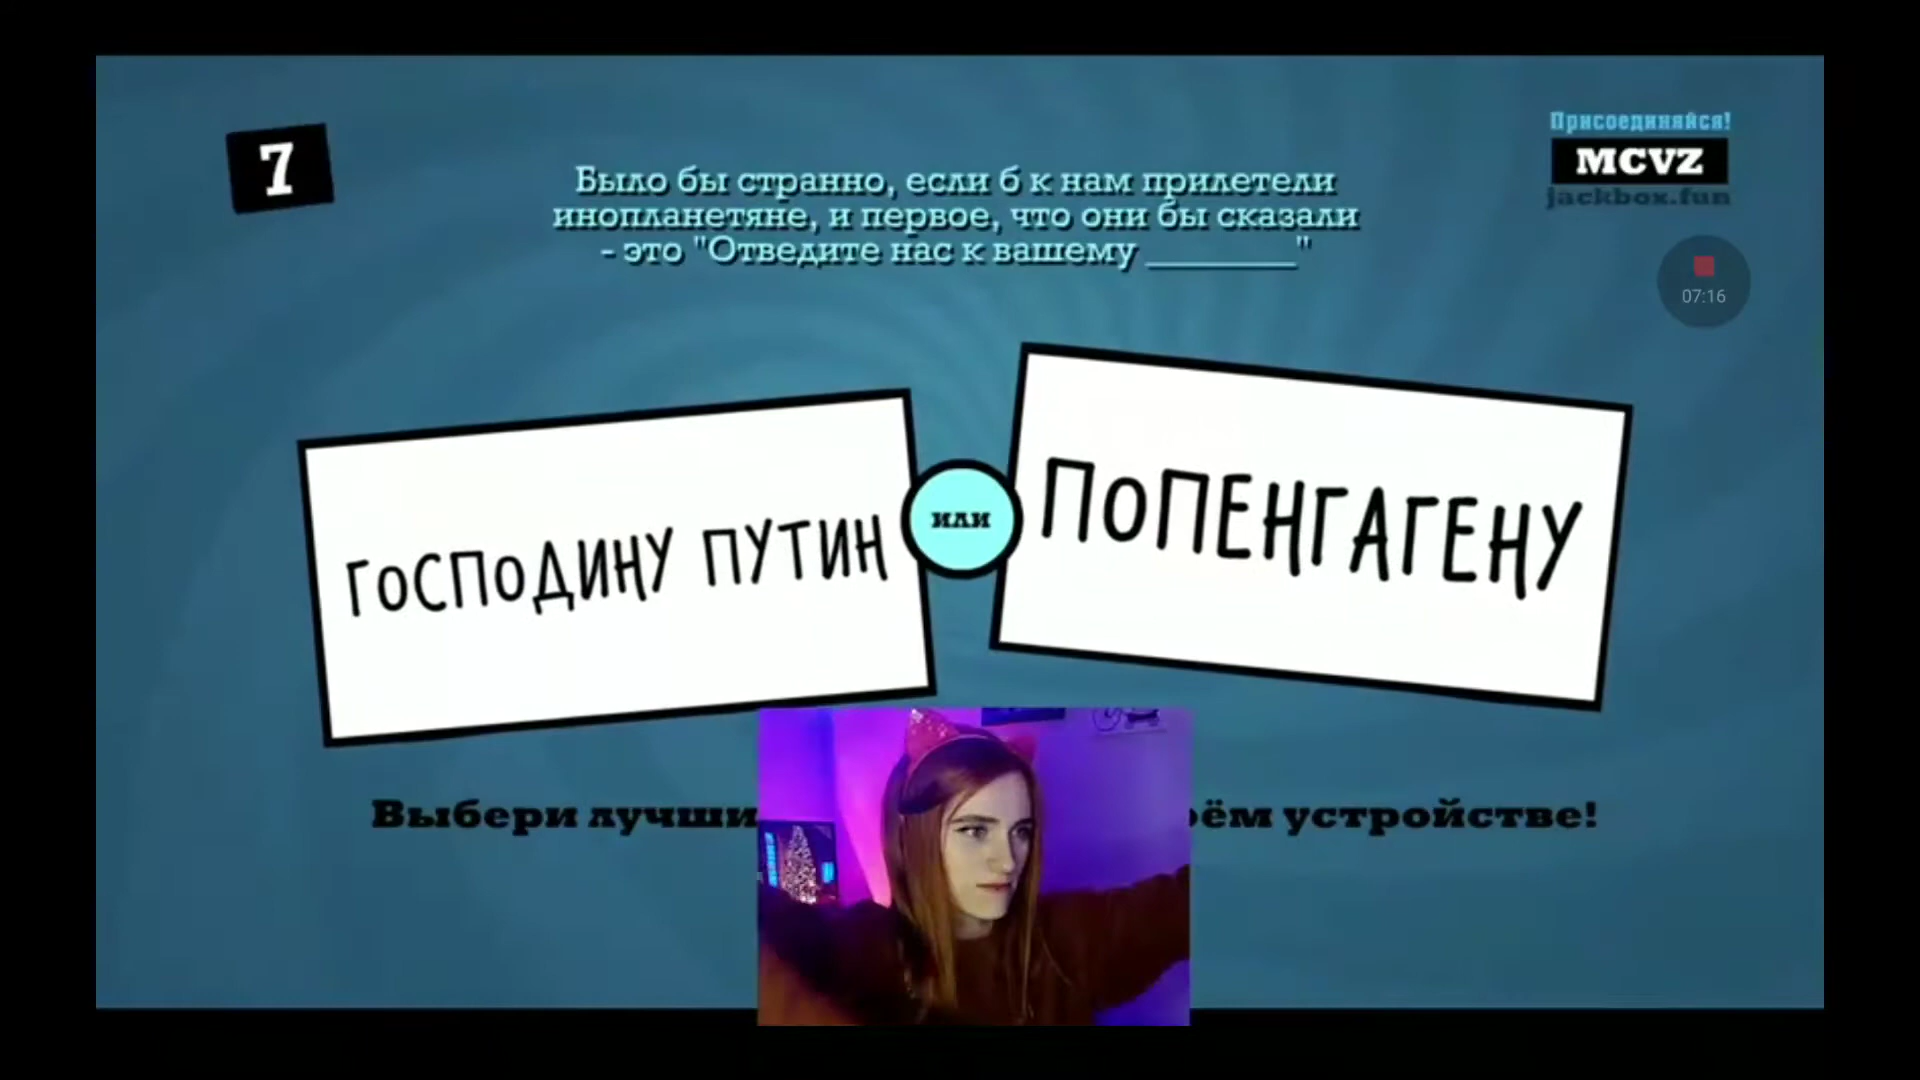 7
Присоединяйся!
MCVZ
jackbox.fun
07:16
Было бы странно, если б к нам прилетели
инопланетяне, и первое, что они бы сказали
- это "Отведите нас к вашему ________"
ГОСПОДИНУ ПУТИН
или
ПОПЕНГАГЕНУ
Выбери лучши
оём устройстве!